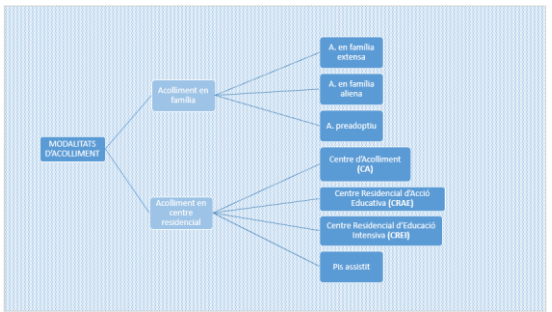 A. en família
extensa
Acolliment en
família
A. en família
aliena
A. preadoptiu
MODALITATS
D'ACOLLIMENT
Centre d'Acolliment
(CA)
Acolliment en
centre
residencial
Centre Residencial d'Acció
Educativa (CRAE)
Centre Residencial d'Educació
Intensiva (CREI)
Pis assistit